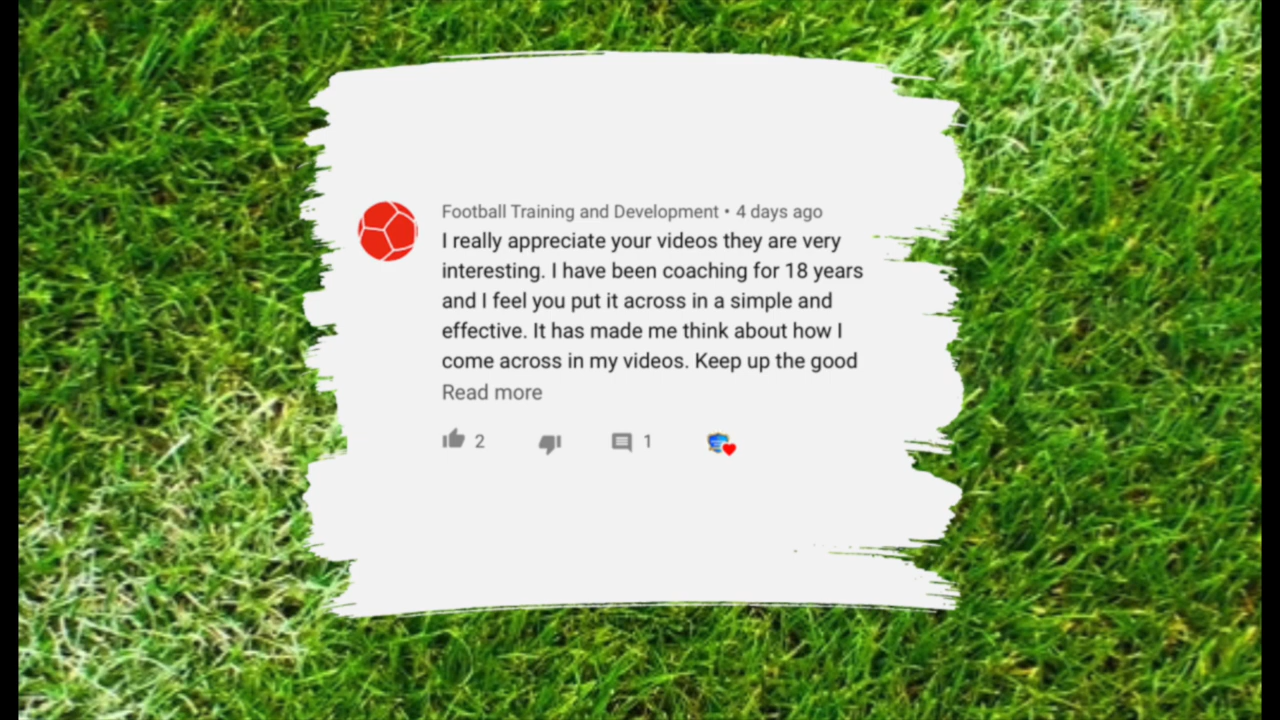 Football Training and Development • 4 days ago
I really appreciate your videos they are very
interesting. I have been coaching for 18 years
and I feel you put it across in a simple and
effective. It has made me think about how I
come across in my videos. Keep up the good
Read more
2
1